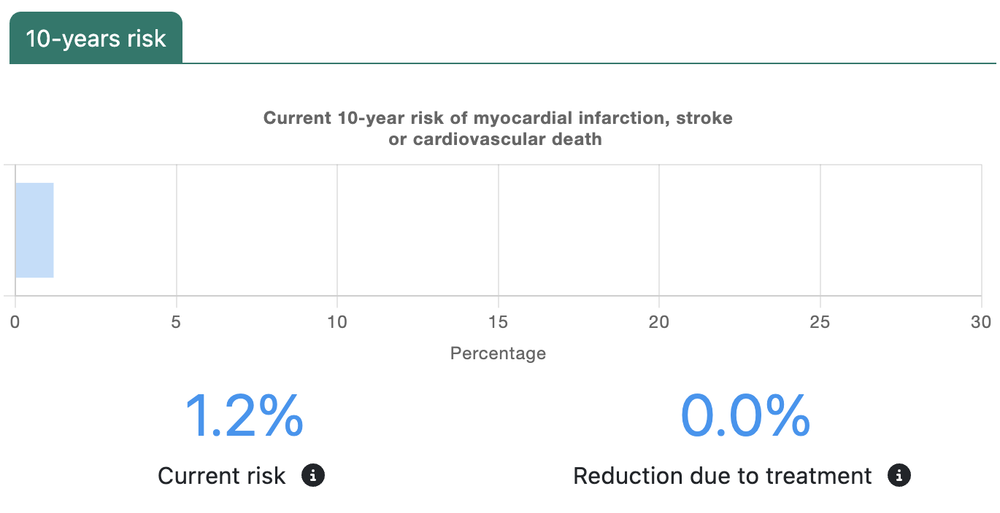 10-years risk
Current 10-year risk of myocardial infarction, stroke
or cardiovascular death
0 5 10 15 20 25 30
Percentage
1.2% 0.0%
Current risk i Reduction due to treatment i